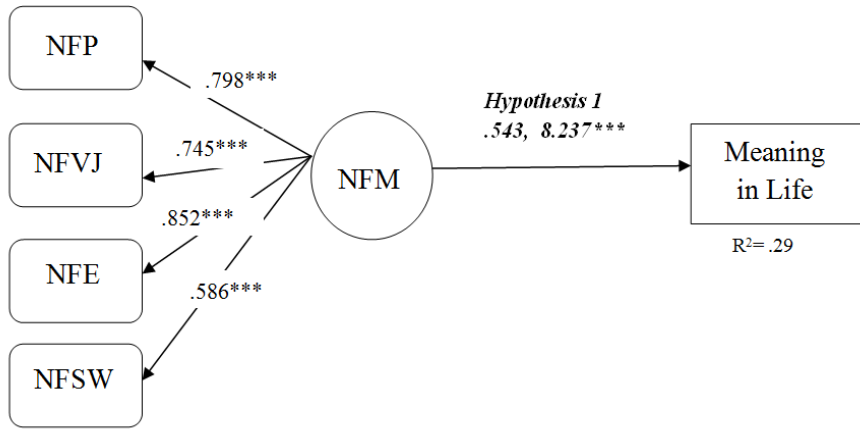 NFP
.798***
NFVJ
.745***
NFE
.852***
NFSW
.586***
NFM
Hypothesis 1
.543, 8.237***
Meaning
in Life
R²= .29